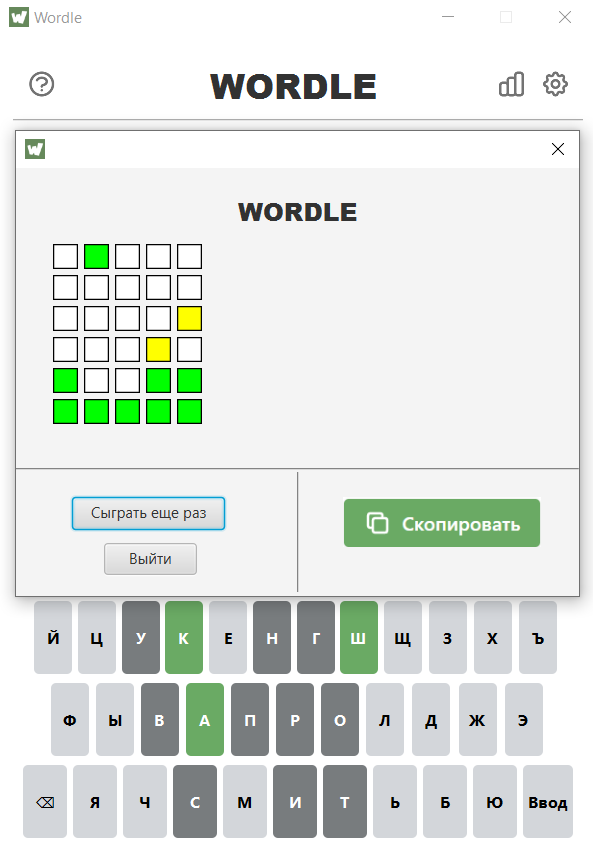 Wordle
WORDLE
WORDLE
Сыграть еще раз
Скопировать
Выйти
Й Ц У К Е Н Г Ш Щ З Х Ъ
Ф Ы В А П Р О Л Д Ж Э
Я Ч С М И Т Ь Б Ю Ввод